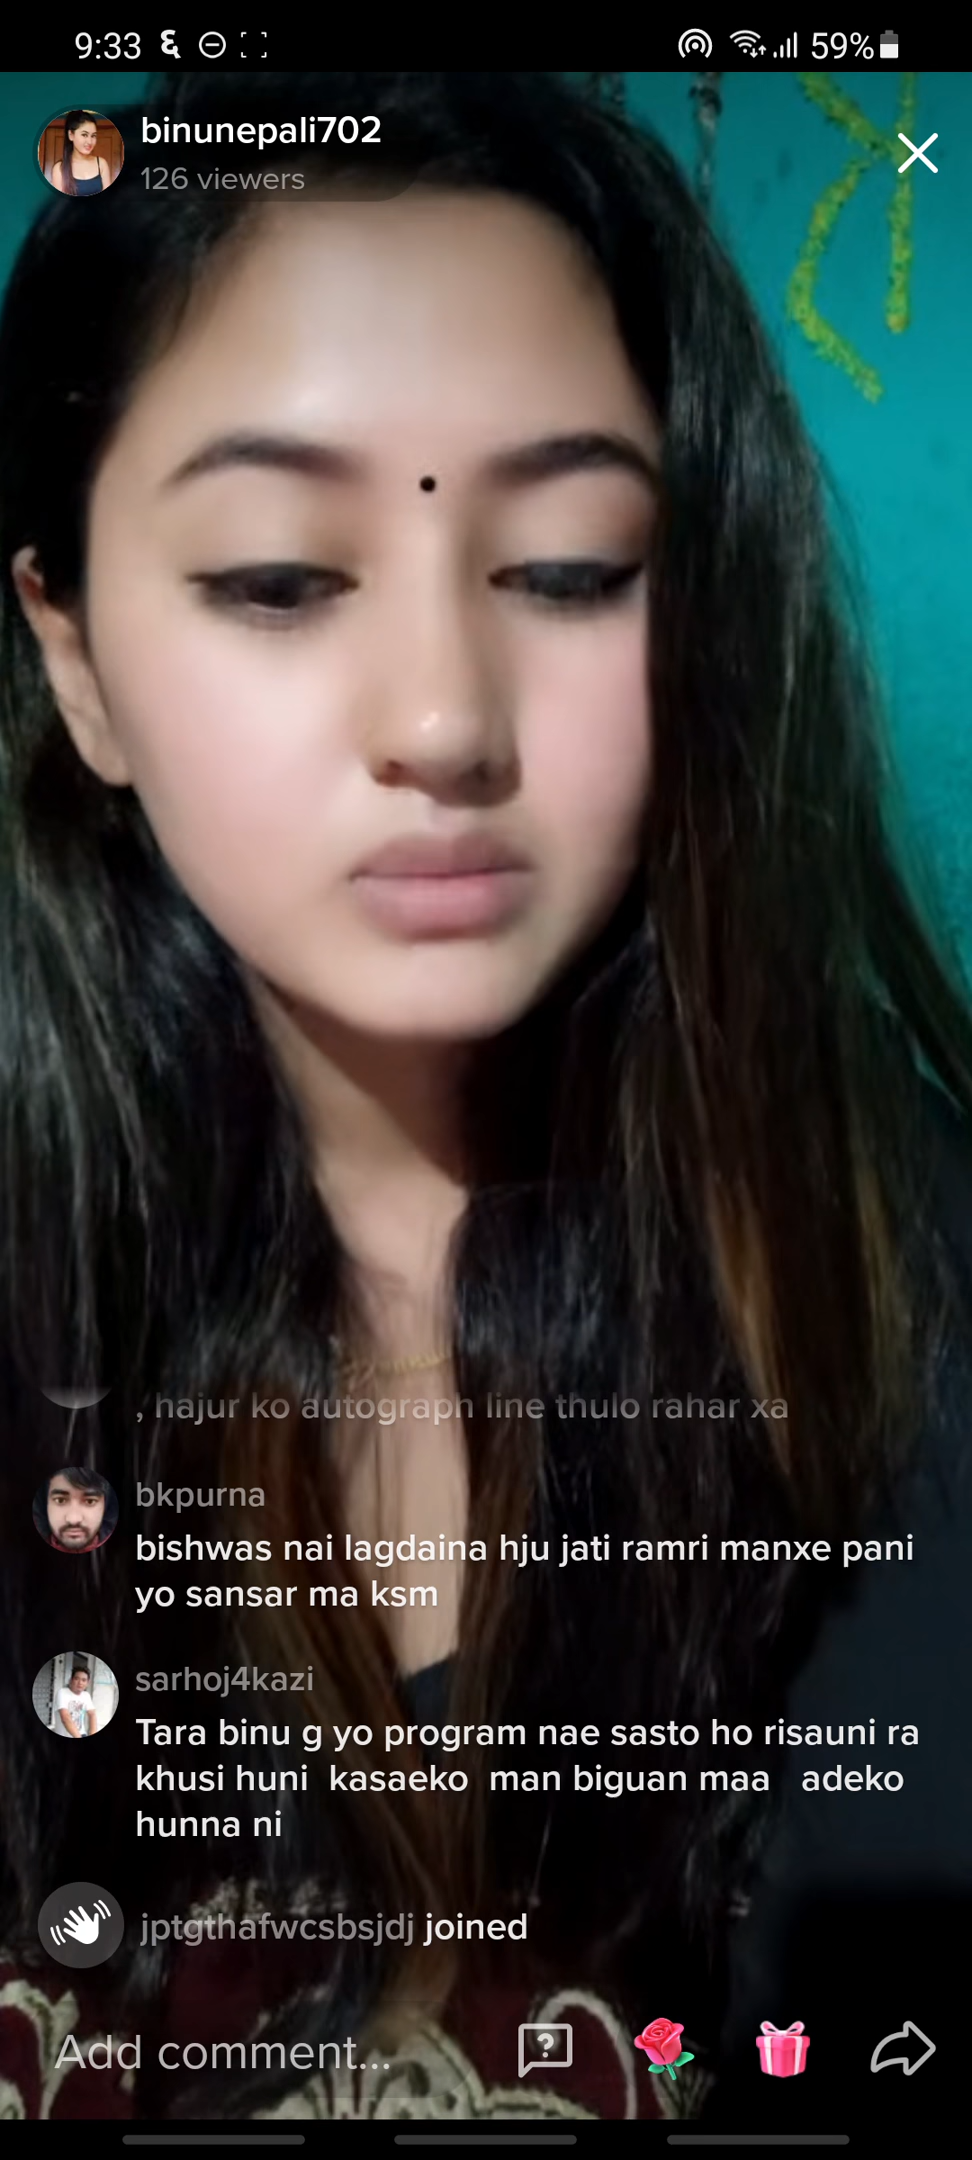 9:33
59%
binunepali702
126 viewers
, hajur ko autograph line thulo rahar xa
bkpurna
bishwas nai lagdaina hju jati ramri manxe pani
yo sansar ma ksm
sarhoj4kazi
Tara binu g yo program nae sasto ho risauni ra
khusi huni kasaeko man biguan maa adeko
hunna ni
jptgthafwcsbsjdj joined
Add comment...